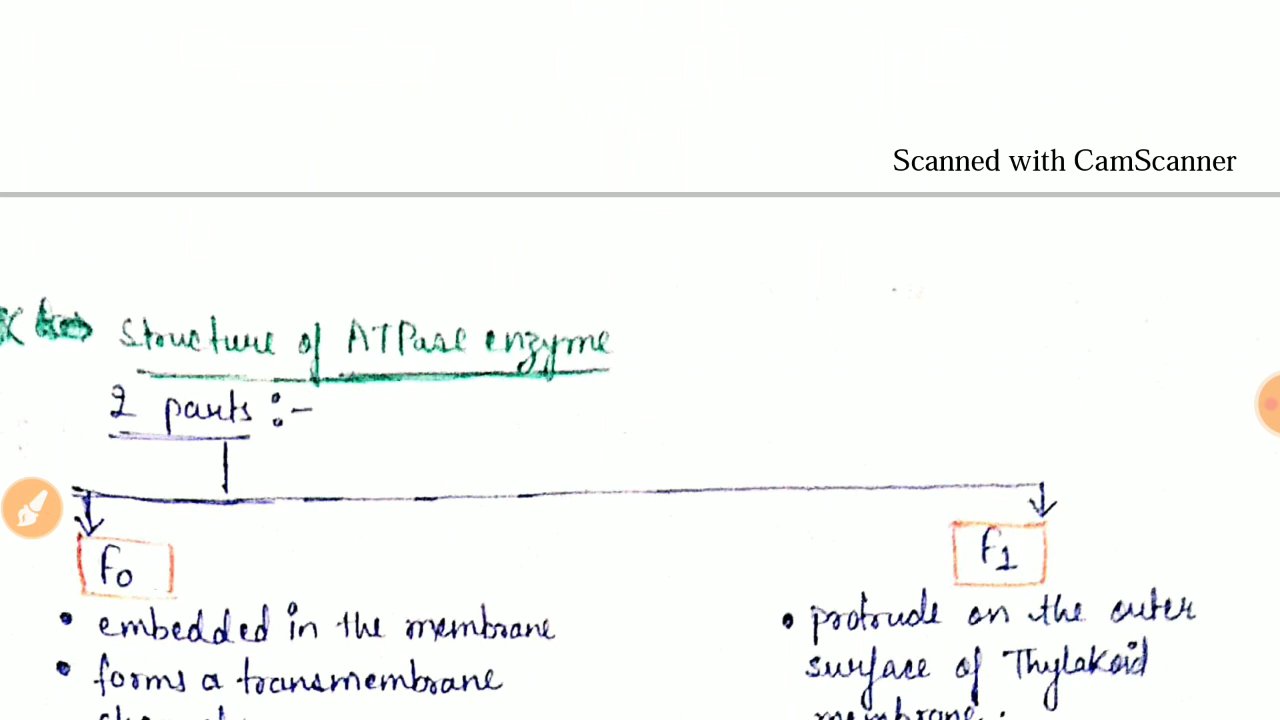 Scanned with CamScanner
Structure of ATPase enzyme
2 parts :-
F0
F1
• embedded in the membrane
• forms a transmembrane
• protrude on the outer
surface of Thylakoid
membrane.